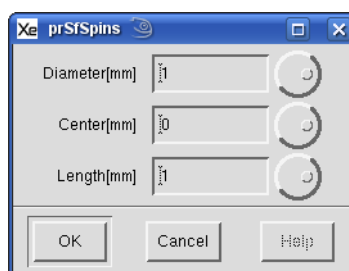 Xe prSfSpins
Diameter[mm] 1
Center[mm] 0
Length[mm] 1
OK Cancel Help